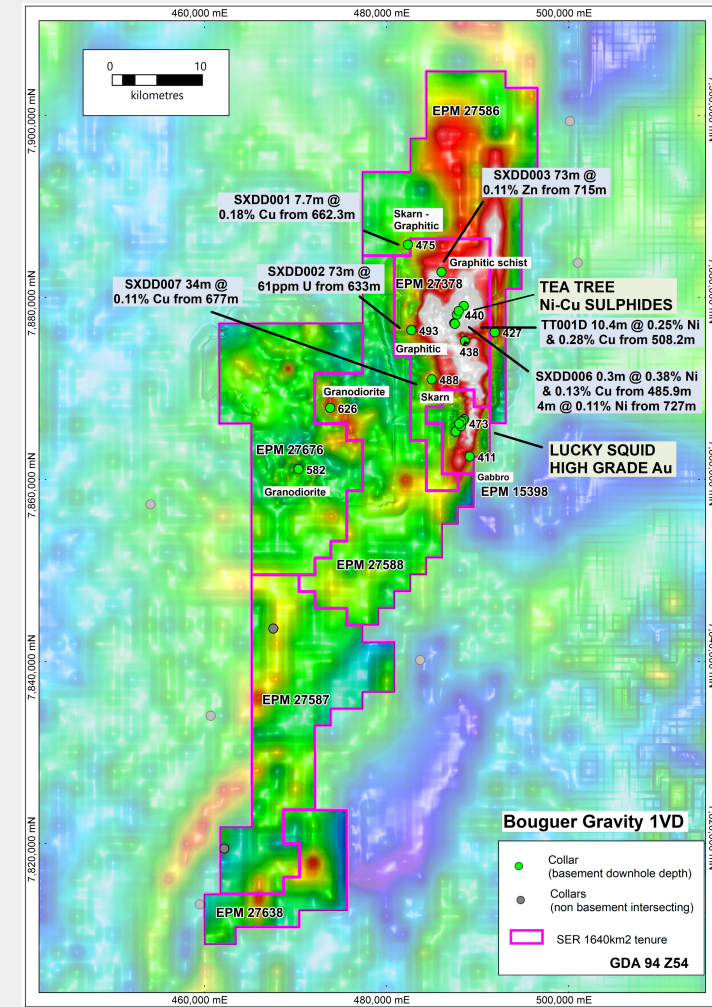 460,000 mE
480,000 mE
500,000 mE
0 10
kilometres
7,900,000 mN
7,880,000 mN
7,860,000 mN
7,840,000 mN
7,820,000 mN
EPM 27586
SXDD003 73m @
0.11% Zn from 715m
SXDD001 7.7m @
0.18% Cu from 662.3m
Skarn -
Graphitic
475
Graphitic schist
SXDD002 73m @
61ppm U from 633m
EPM 27378
SXDD007 34m @
0.11% Cu from 677m
TEA TREE
Ni-Cu SULPHIDES
440
493
427
TT001D 10.4m @ 0.25% Ni
& 0.28% Cu from 508.2m
Graphitic
438
SXDD006 0.3m @ 0.38% Ni
& 0.13% Cu from 485.9m
4m @ 0.11% Ni from 727m
488
Skarn
Granodiorite
626
473
LUCKY SQUID
HIGH GRADE Au
EPM 27676
411
582
Granodiorite
Gabbro
EPM 15398
EPM 27588
EPM 27587
EPM 27638
Bouguer Gravity 1VD
Collar
(basement downhole depth)
Collars
(non basement intersecting)
SER 1640km2 tenure
GDA 94 Z54
460,000 mE
480,000 mE
500,000 mE